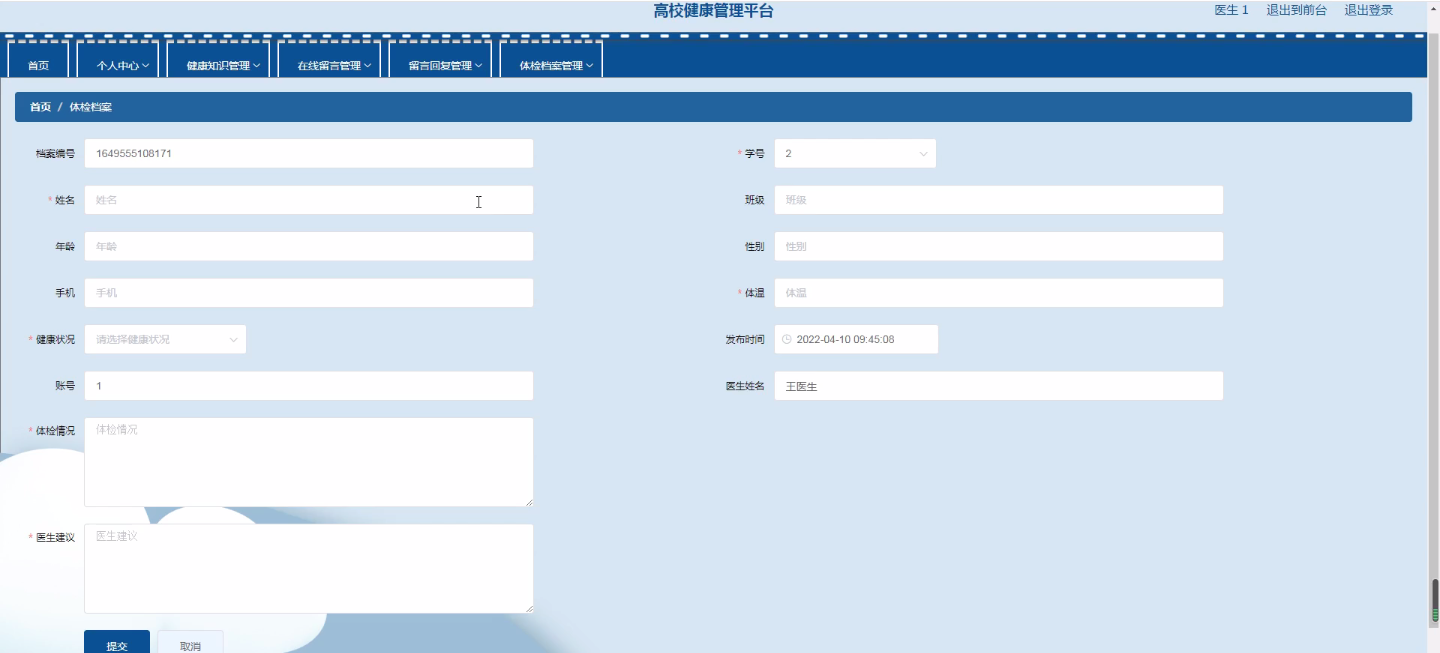 高校健康管理平台
医生 1 退出到前台 退出登录
首页 个人中心 健康知识管理 在线留言管理 留言回复管理 体检档案管理
首页 / 体检档案
档案编号 1649555108171 * 学号 2
* 姓名 姓名 班级 班级
年龄 年龄 性别 性别
手机 手机 * 体温 体温
* 健康状况 请选择健康状况 发布时间 2022-04-10 09:45:08
账号 1 医生姓名 王医生
* 体检情况 体检情况
* 医生建议 医生建议
提交 取消